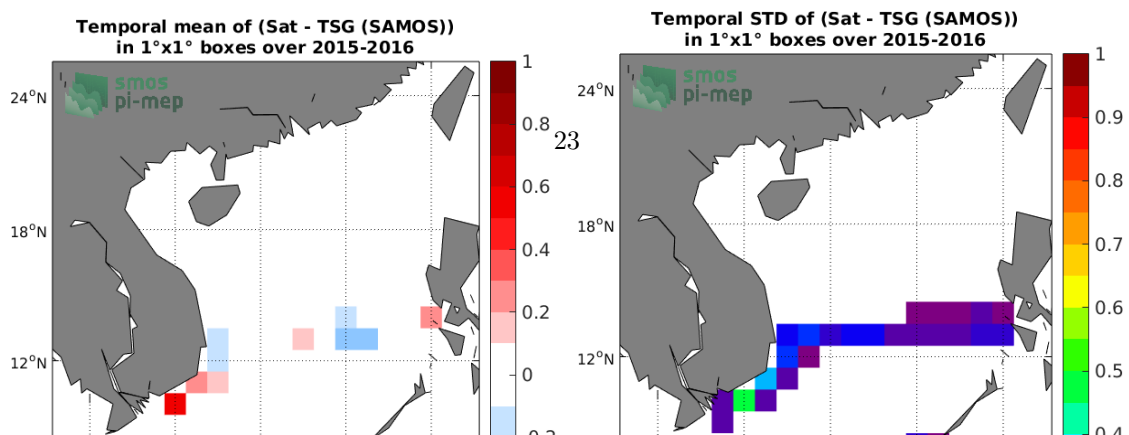 Temporal mean of (Sat - TSG (SAMOS))
in 1°x1° boxes over 2015-2016
smos
pi-mep
24°N
18°N
12°N
1
0.8
0.6
0.4
0.2
0
23
Temporal STD of (Sat - TSG (SAMOS))
in 1°x1° boxes over 2015-2016
smos
pi-mep
24°N
18°N
12°N
1
0.9
0.8
0.7
0.6
0.5